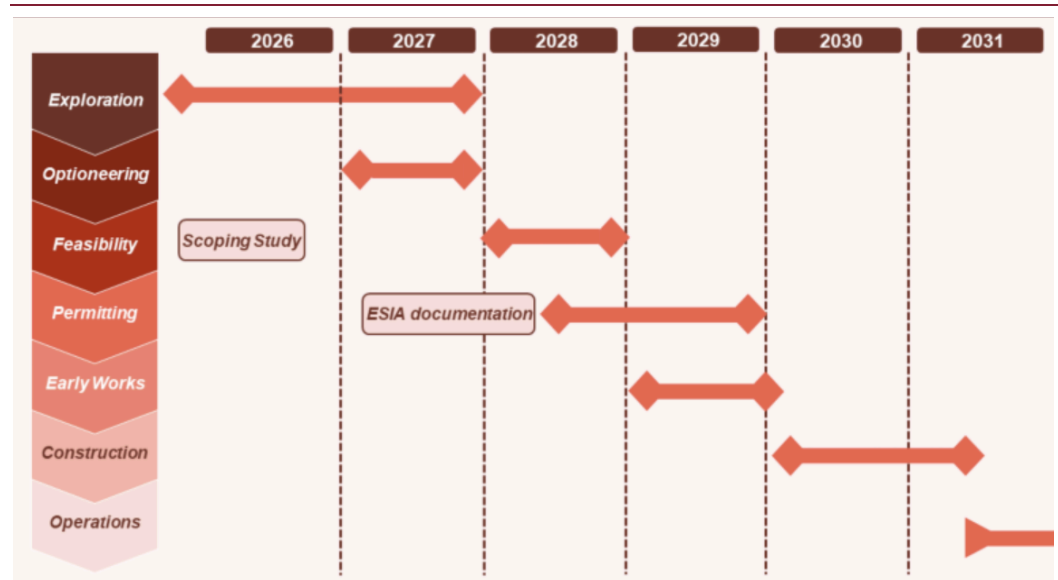 2026 2027 2028 2029 2030 2031
Exploration
Optioneering
Feasibility
Scoping Study
Permitting
ESIA documentation
Early Works
Construction
Operations